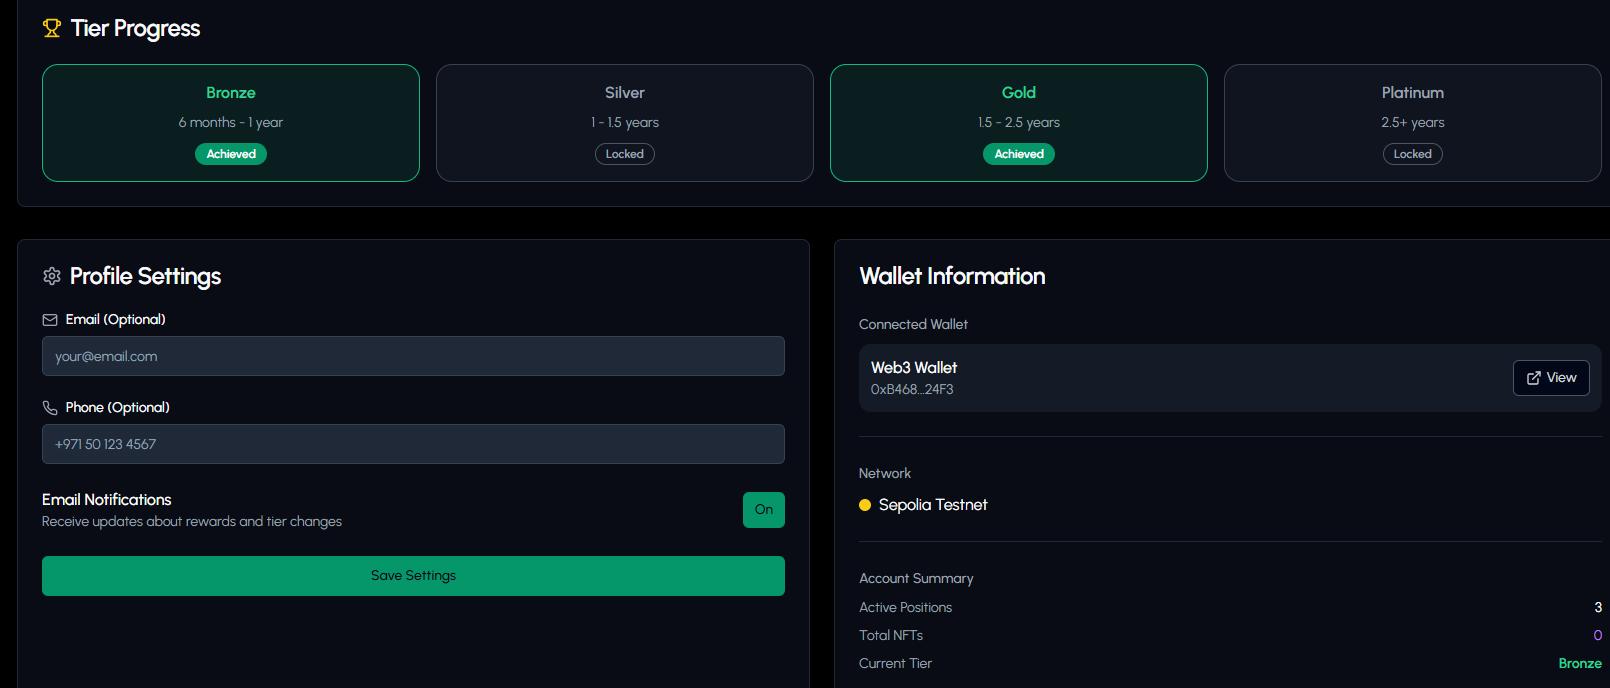 Tier Progress
Bronze
6 months - 1 year
Achieved
Silver
1 - 1.5 years
Locked
Gold
1.5 - 2.5 years
Achieved
Platinum
2.5+ years
Locked
Profile Settings
Email (Optional)
your@email.com
Phone (Optional)
+971 50 123 4567
Email Notifications
Receive updates about rewards and tier changes
On
Save Settings
Wallet Information
Connected Wallet
Web3 Wallet
0xB468...24F3
View
Network
Sepolia Testnet
Account Summary
Active Positions 3
Total NFTs 0
Current Tier Bronze